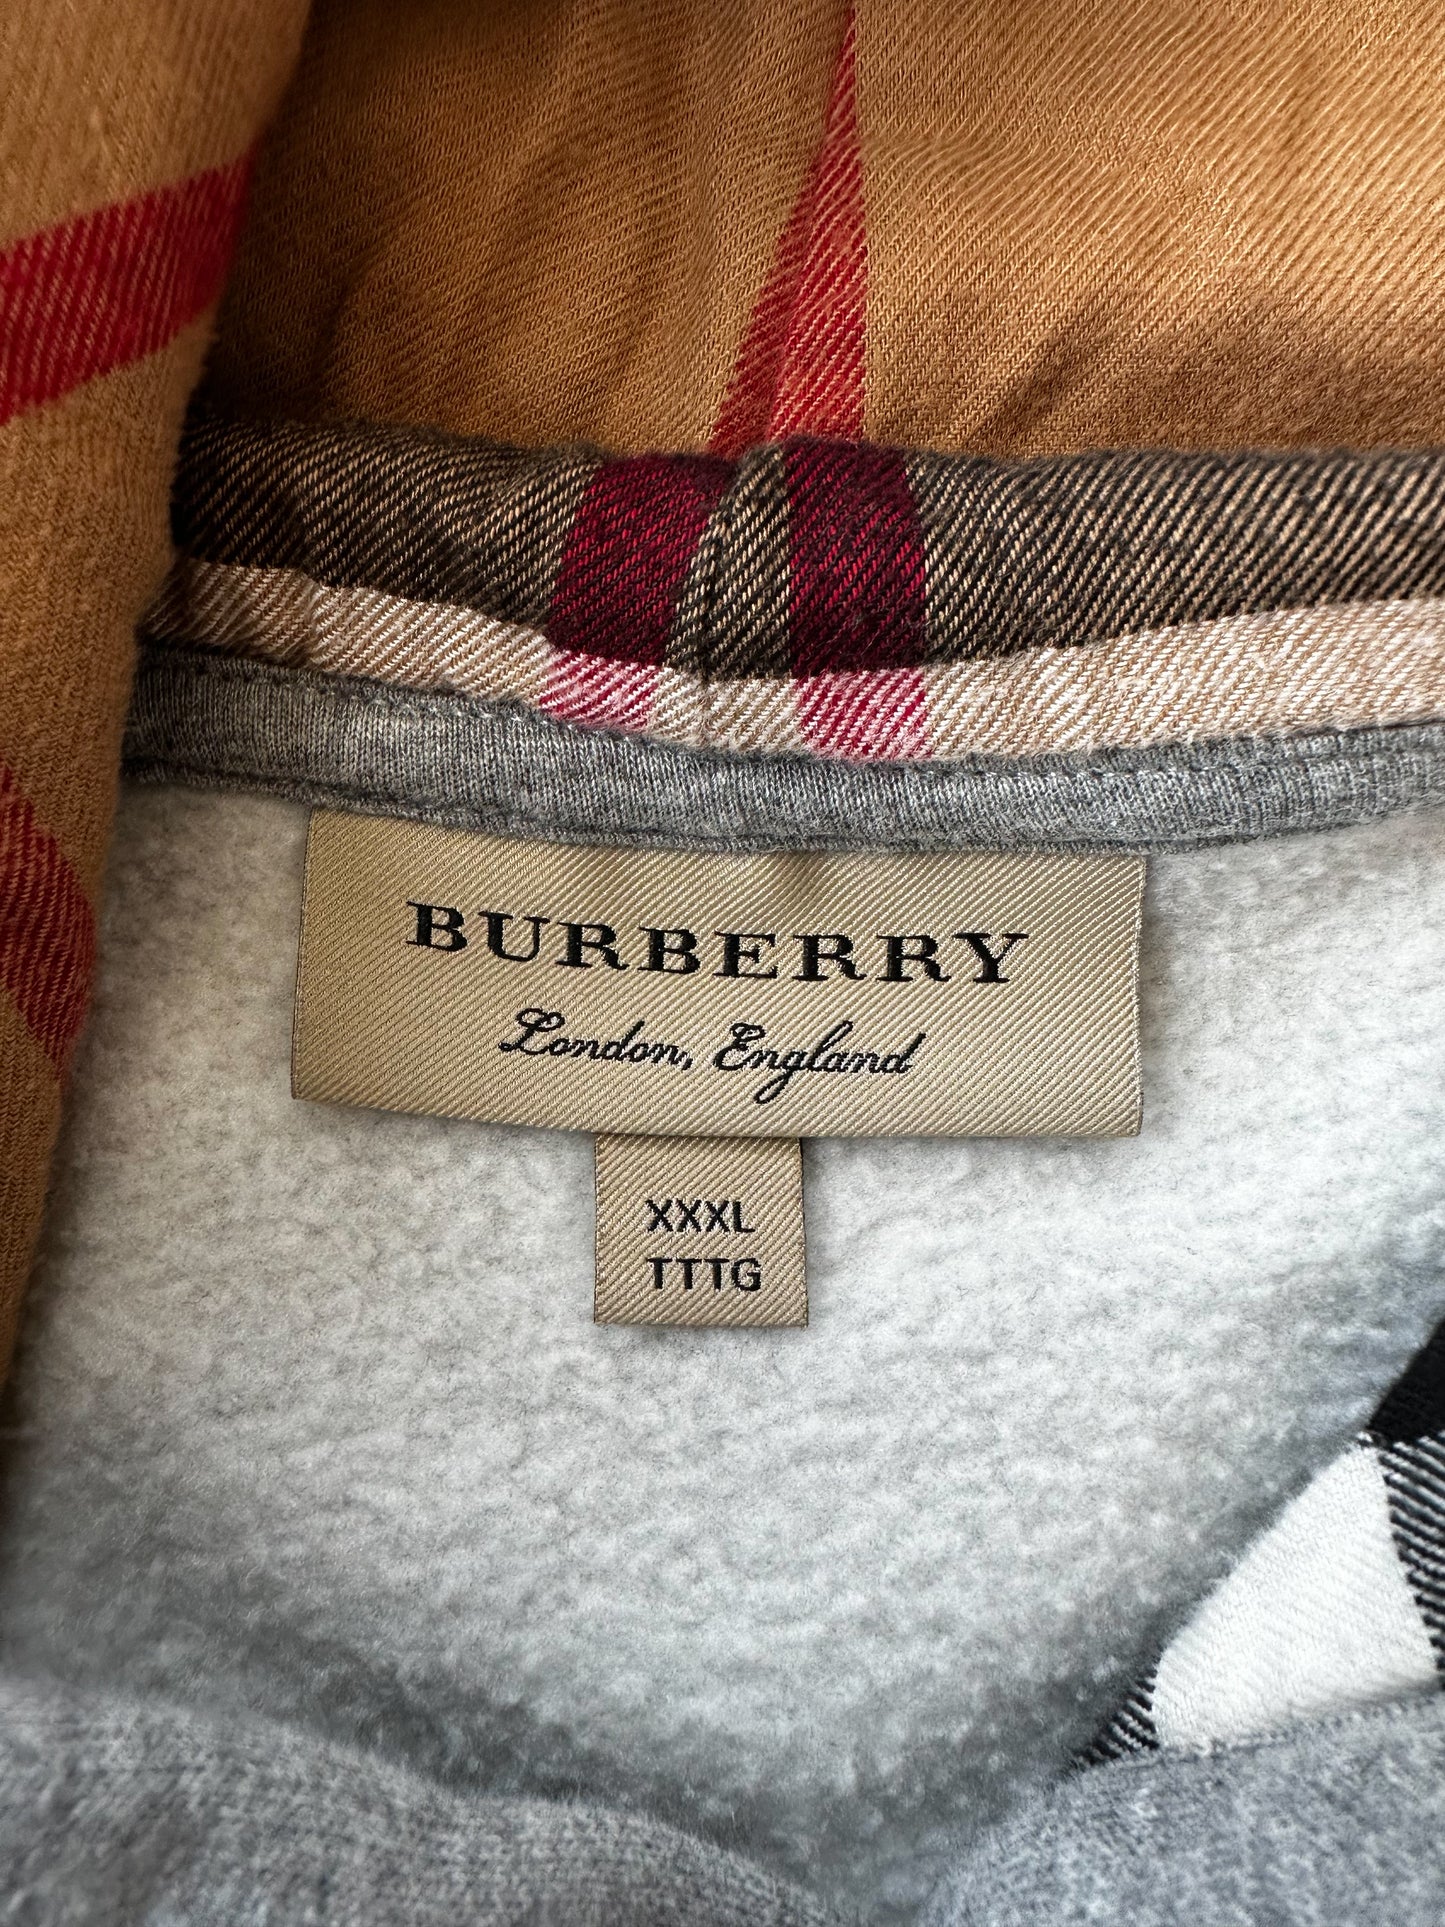 BURBERRY
London, England
XXXL
TTTG